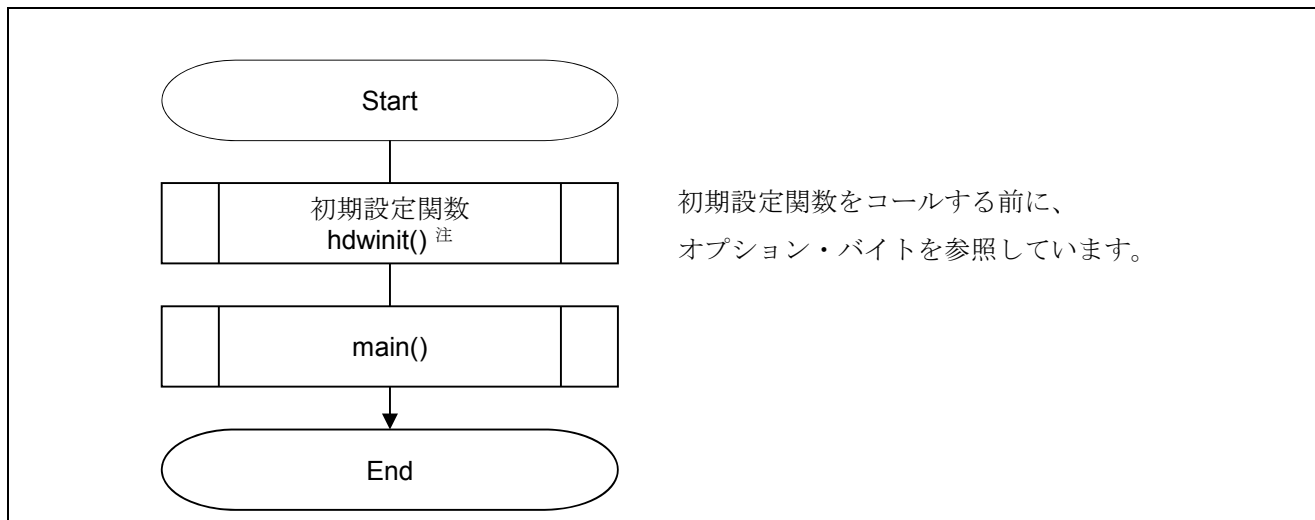 Start
初期設定関数
hdwinit() 注
初期設定関数をコールする前に、
オプション・バイトを参照しています。
main()
End